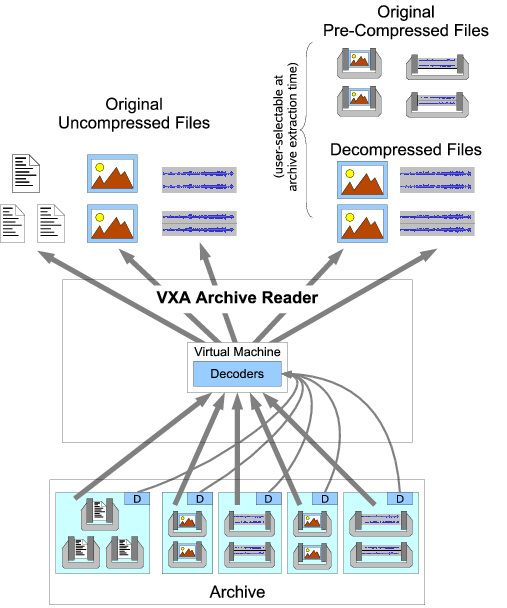 Original
Pre-Compressed Files
(user-selectable at
archive extraction time)
Original
Uncompressed Files
Decompressed Files
VXA Archive Reader
Virtual Machine
Decoders
D
D
D
D
D
Archive